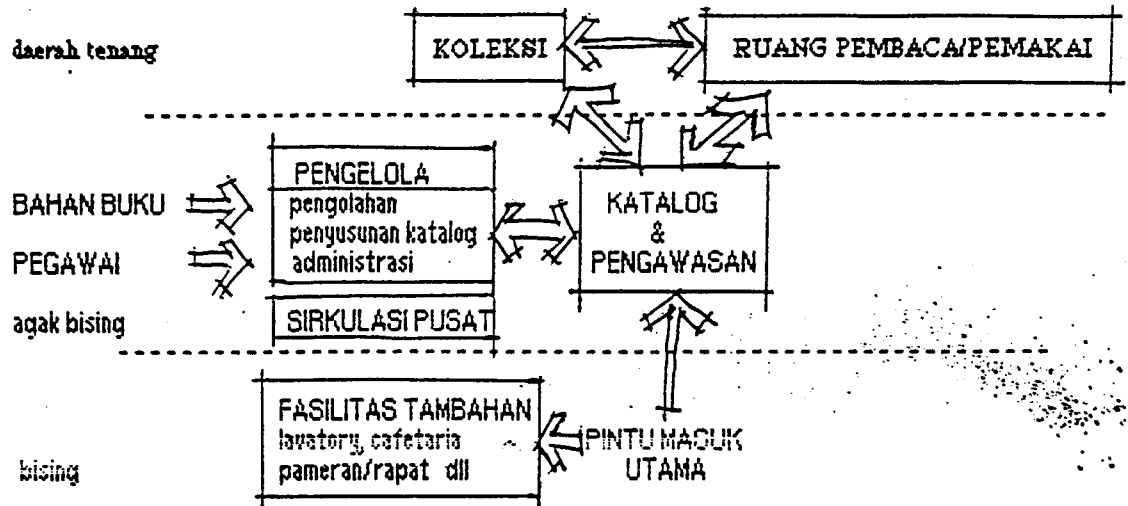 daerah tenang
KOLEKSI
RUANG PEMBACA/PEMAKAI
BAHAN BUKU
PEGAWAI
agak bising
PENGELOLA
pengolahan
penyusunan katalog
administrasi
SIRKULASI PUSAT
KATALOG
&
PENGAWASAN
bising
FASILITAS TAMBAHAN
lavatory, cafetaria
pameran/rapat dll
PINTU MASUK
UTAMA